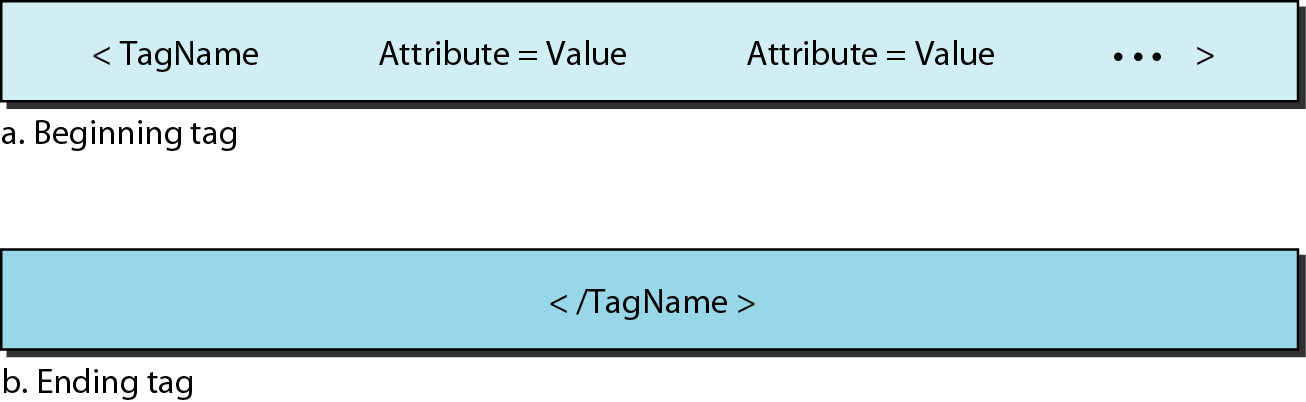 < TagName Attribute = Value Attribute = Value ••• >
a. Beginning tag
< /TagName >
b. Ending tag